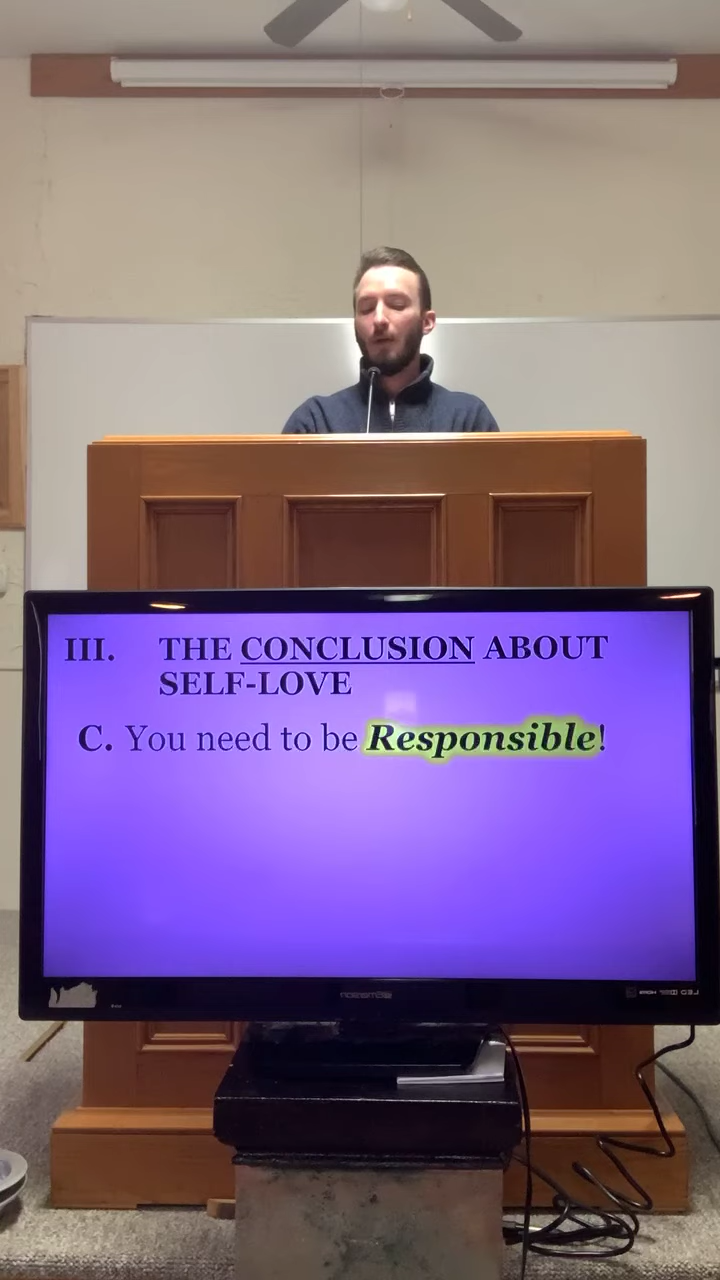 III. THE CONCLUSION ABOUT
SELF-LOVE
C. You need to be Responsible!